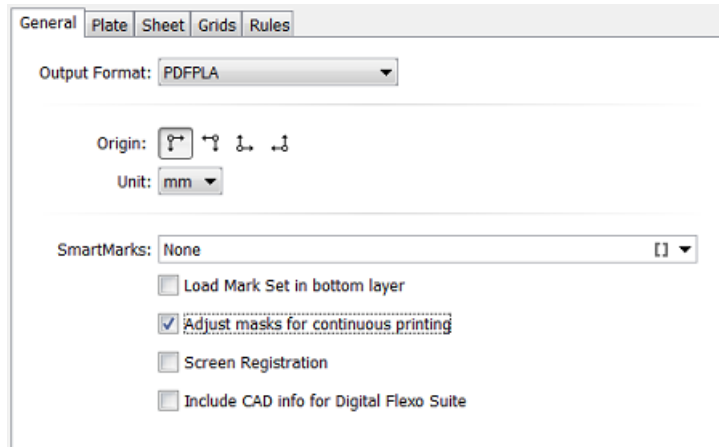 General Plate Sheet Grids Rules
Output Format: PDFPLA
Origin:
Unit: mm
SmartMarks: None []
Load Mark Set in bottom layer
Adjust masks for continuous printing
Screen Registration
Include CAD info for Digital Flexo Suite